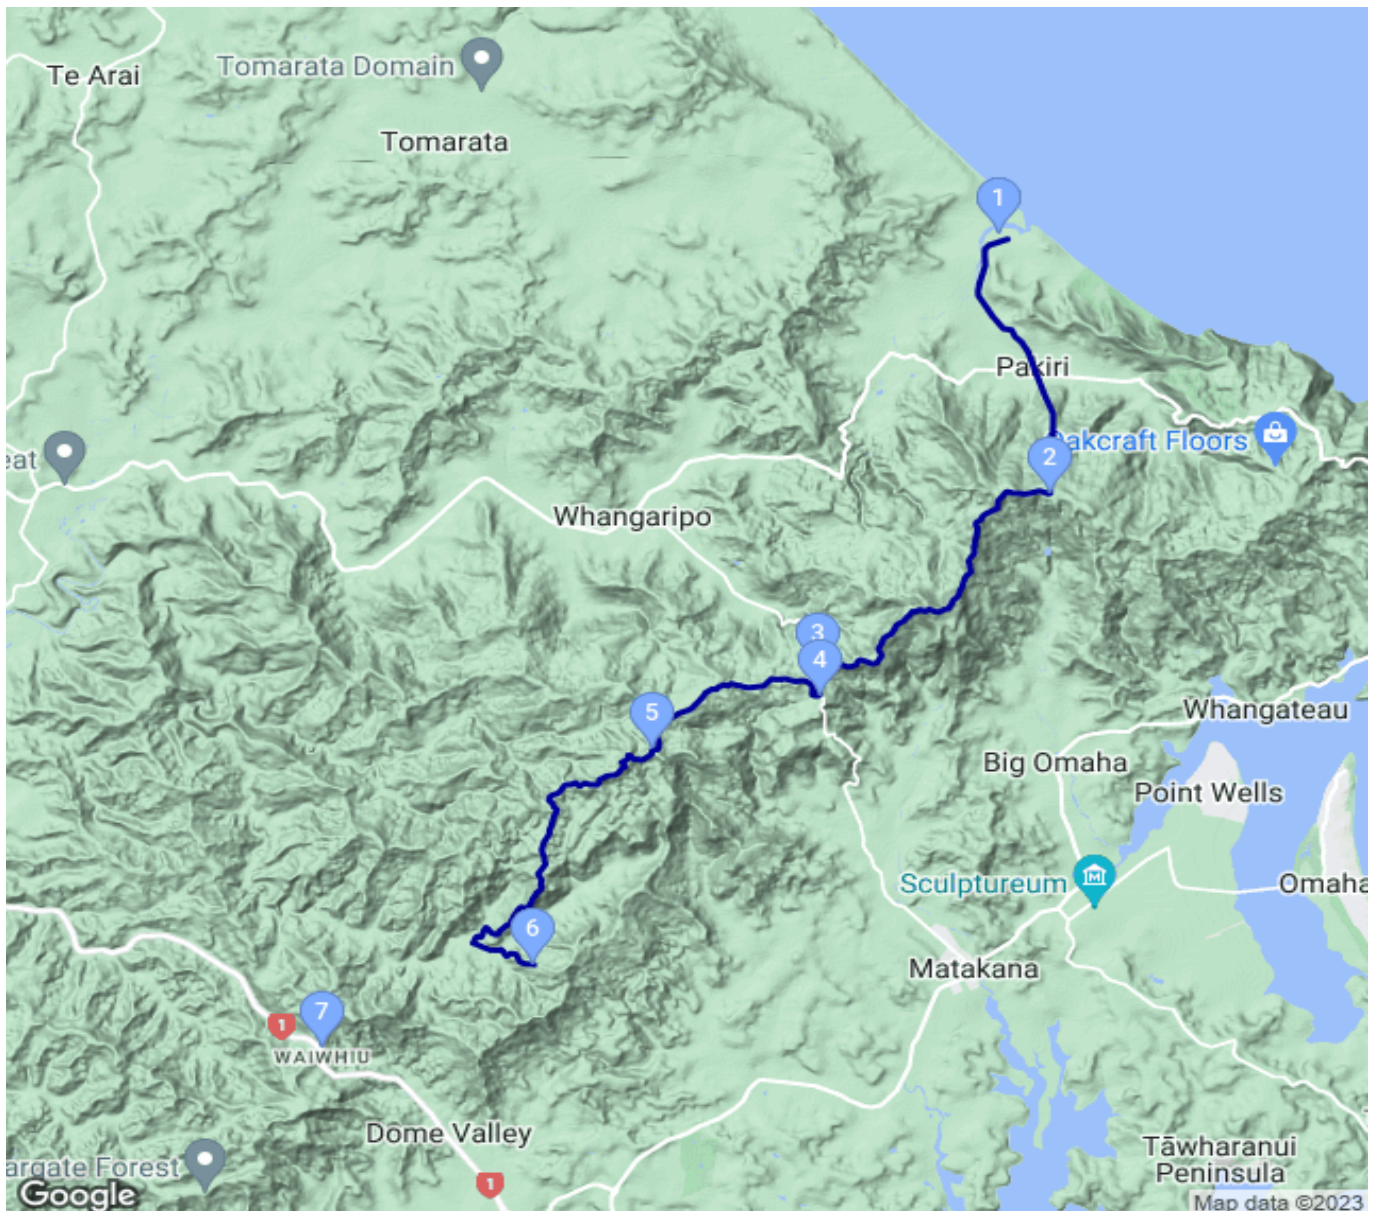 Te Arai
Tomarata Domain
Tomarata
1
Pakiri
eat
akcraft Floors
2
Whangaripo
3
4
5
Whangateau
Big Omaha
Point Wells
Sculptureum
Omaha
6
Matakana
7
1
WAIWHIU
Dome Valley
Tāwharanui
Peninsula
argate Forest
1
Google
Map data ©2023